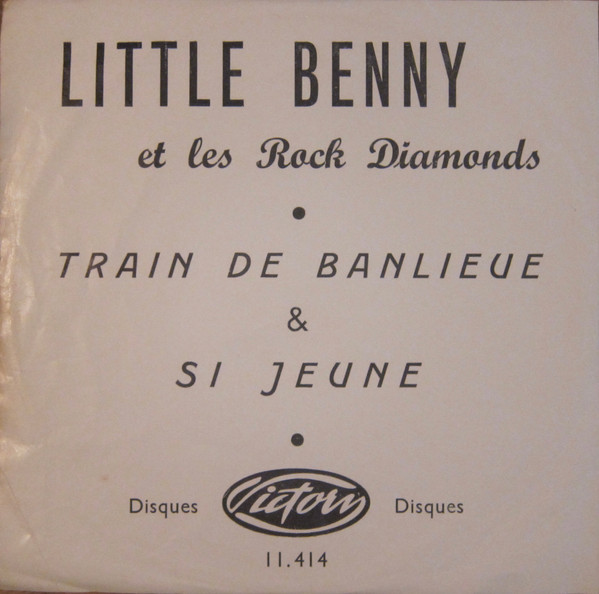 LITTLE BENNY
et les Rock Diamonds
TRAIN DE BANLIEUE
&
SI JEUNE
Disques Victory Disques
11.414